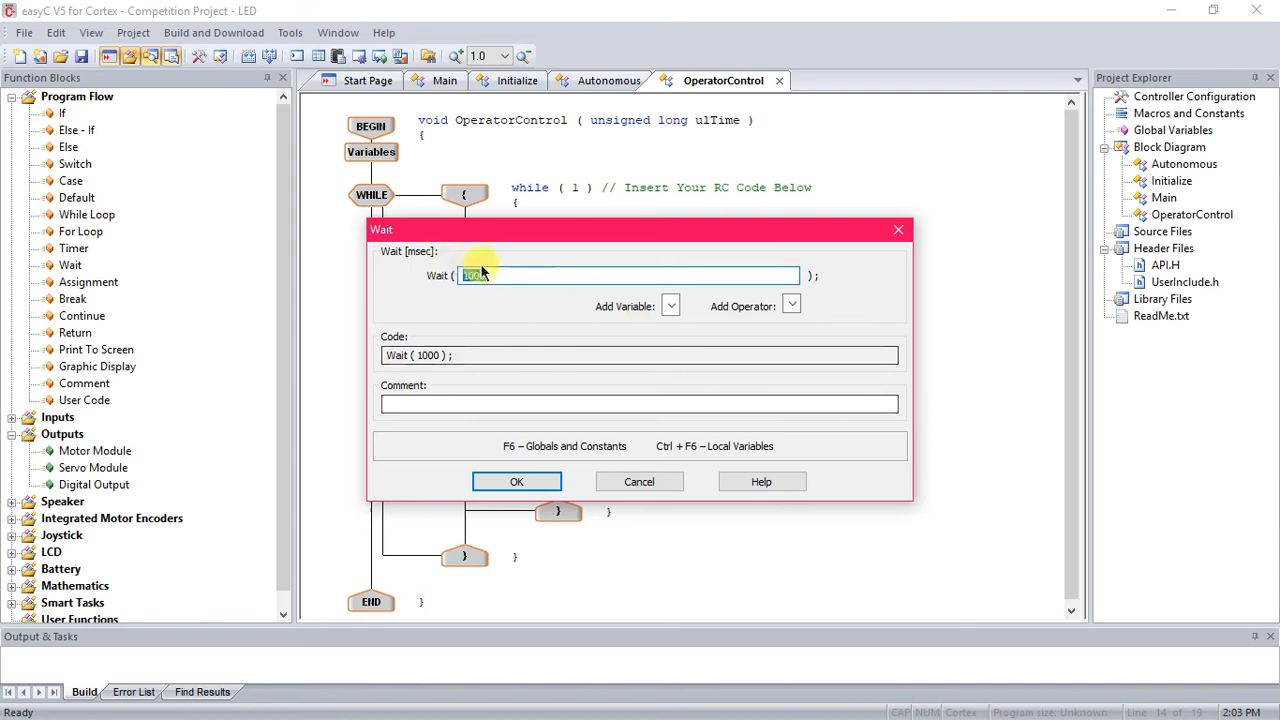 easyC V5 for Cortex - Competition Project - LED
File Edit View Project Build and Download Tools Window Help
1.0
Function Blocks
Program Flow
If
Else - If
Else
Switch
Case
Default
While Loop
For Loop
Timer
Wait
Assignment
Break
Continue
Return
Print To Screen
Graphic Display
Comment
User Code
Inputs
Outputs
Motor Module
Servo Module
Digital Output
Speaker
Integrated Motor Encoders
Joystick
LCD
Battery
Mathematics
Smart Tasks
User Functions
Start Page Main Initialize Autonomous OperatorControl
BEGIN void OperatorControl ( unsigned long ulTime )
{
Variables
WHILE { while ( 1 ) // Insert Your RC Code Below
{
Wait
Wait [msec]:
Wait ( 1000 );
Add Variable: Add Operator:
Code:
Wait ( 1000 ) ;
Comment:
F6 – Globals and Constants Ctrl + F6 – Local Variables
OK Cancel Help
} }
} }
END }
Project Explorer
Controller Configuration
Macros and Constants
Global Variables
Block Diagram
Autonomous
Initialize
Main
OperatorControl
Source Files
Header Files
API.H
UserInclude.h
Library Files
ReadMe.txt
Output & Tasks
Build Error List Find Results
Ready CAP NUM Cortex Program size: Unknown Line 14 of 19 2:03 PM